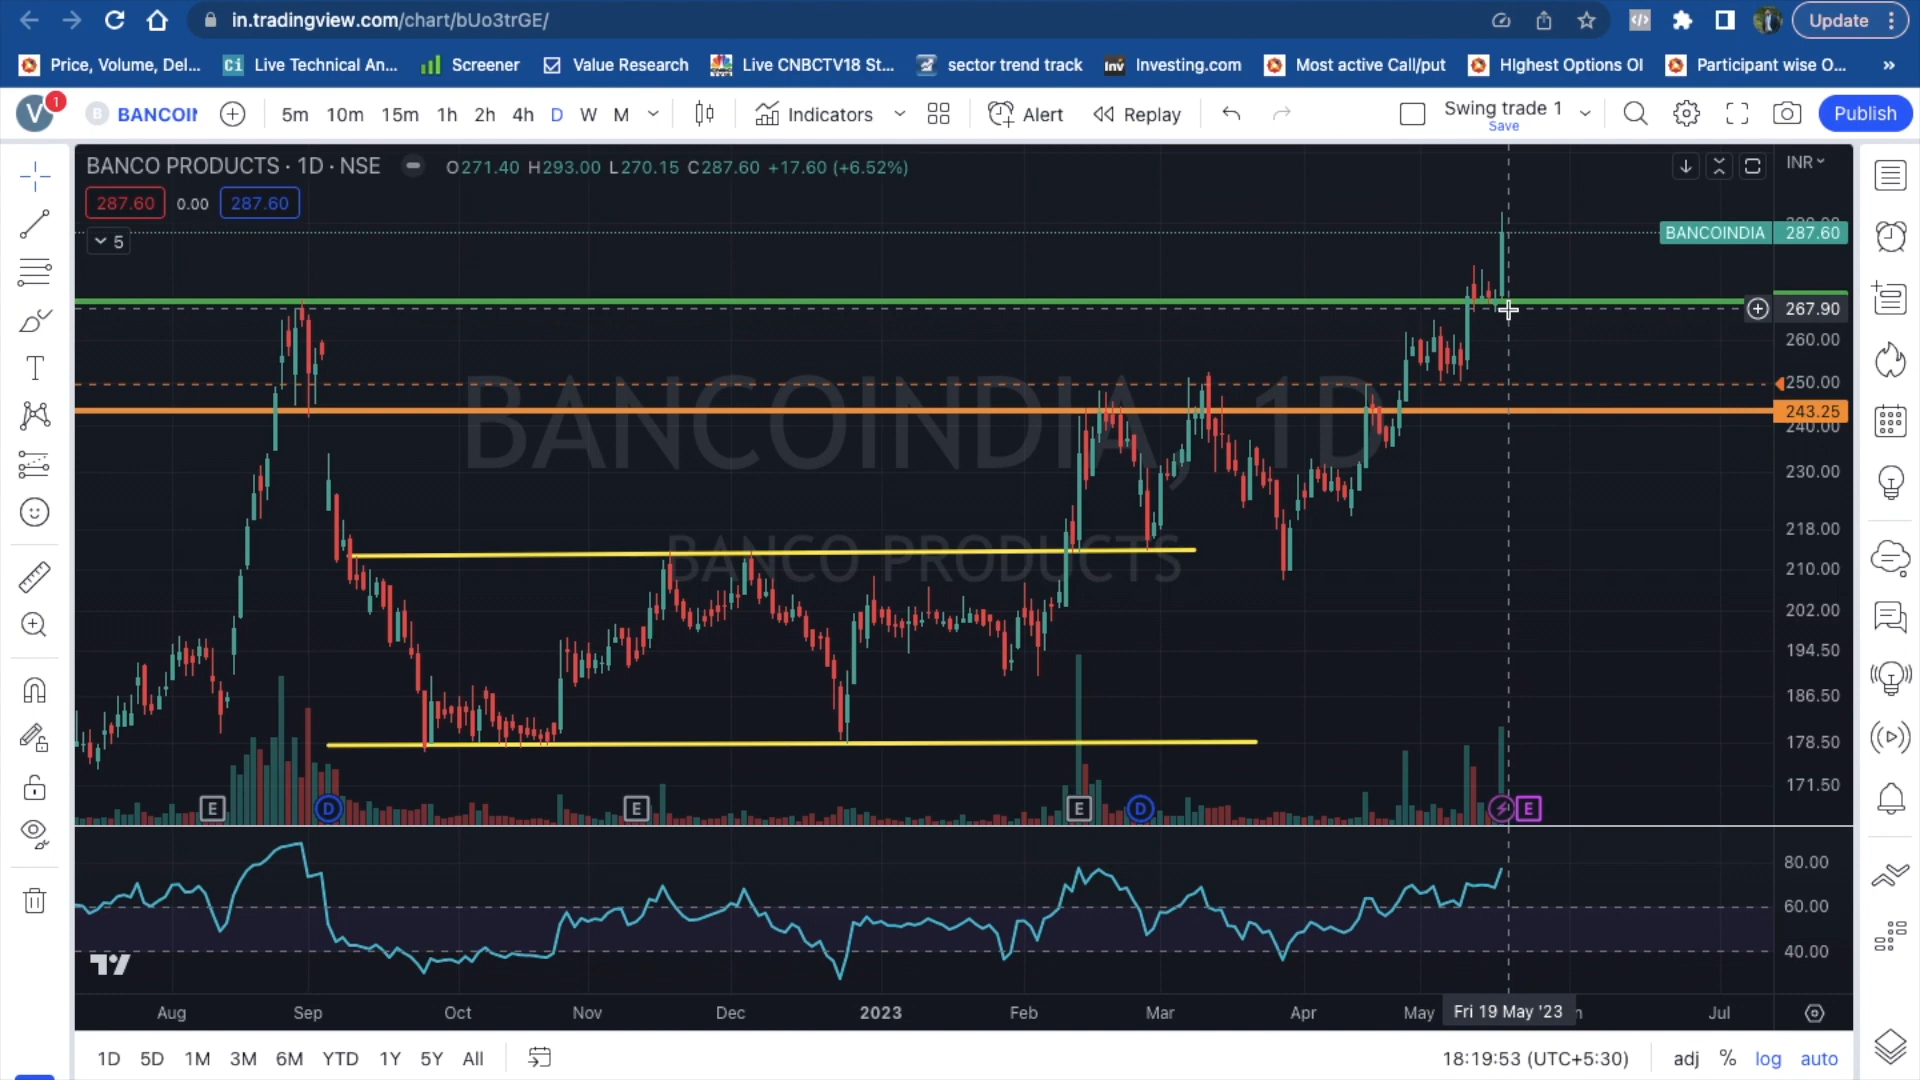 in.tradingview.com/chart/bUo3trGE/
Update
Price, Volume, Del...
Ci Live Technical An...
Screener
Value Research
Live CNBCTV18 St...
sector trend track
Inv Investing.com
Most active Call/put
HIghest Options OI
Participant wise O...
»
V 1
B BANCOIN
5m 10m 15m 1h 2h 4h D W M
Indicators
Alert
Replay
Swing trade 1
Save
Publish
BANCO PRODUCTS · 1D · NSE
O271.40 H293.00 L270.15 C287.60 +17.60 (+6.52%)
INR
287.60 0.00 287.60
5
BANCOINDIA 287.60
267.90
260.00
250.00
243.25
240.00
230.00
218.00
210.00
202.00
194.50
186.50
178.50
171.50
BANCOINDIA, 1D
BANCO PRODUCTS
E D E E D E
80.00
60.00
40.00
Aug Sep Oct Nov Dec 2023 Feb Mar Apr May Fri 19 May '23 Jul
1D 5D 1M 3M 6M YTD 1Y 5Y All
18:19:53 (UTC+5:30)
adj % log auto